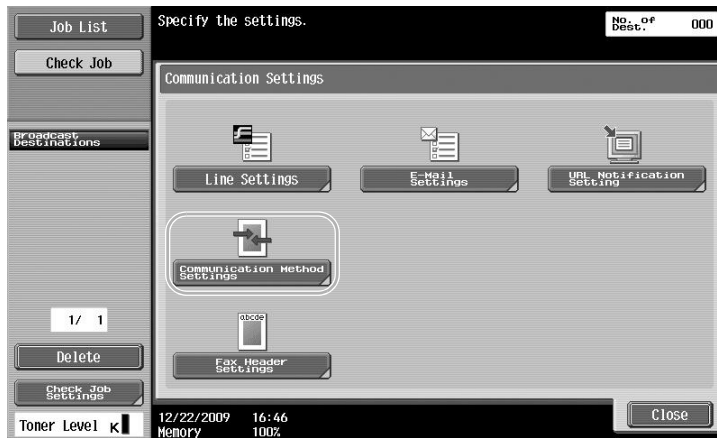 Job List
Check Job
Broadcast
Destinations
1/ 1
Delete
Check Job
Settings
Toner Level K
Specify the settings.
No. of
Dest.
000
Communication Settings
Line Settings
E-Mail
Settings
URL Notification
Setting
Communication Method
Settings
abcde
Fax Header
Settings
12/22/2009 16:46
Memory 100%
Close